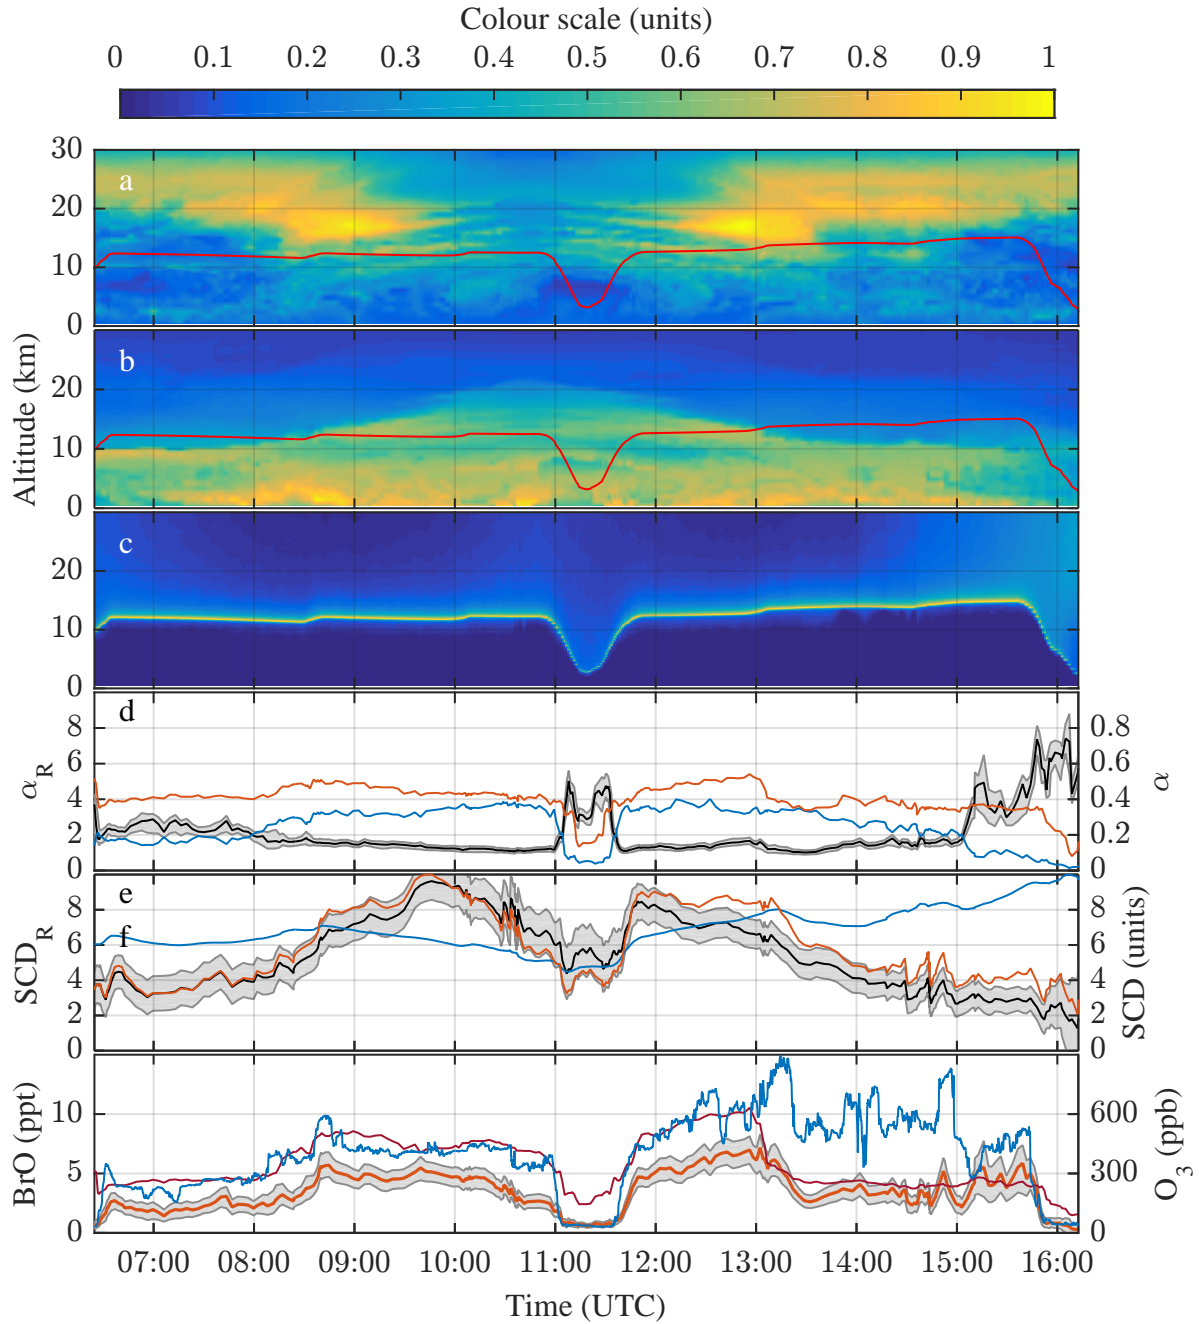 Colour scale (units)
0 0.1 0.2 0.3 0.4 0.5 0.6 0.7 0.8 0.9 1
30
a
20
10
0
b
20
10
0
Altitude (km)
c
20
10
0
d
8 0.8
6 0.6
4 0.4
2 0.2
0 0
α_R
α
e
8 8
f
6 6
4 4
2 2
0 0
SCD_R
SCD (units)
10 600
5 300
0 0
BrO (ppt)
O_3 (ppb)
07:00 08:00 09:00 10:00 11:00 12:00 13:00 14:00 15:00 16:00
Time (UTC)